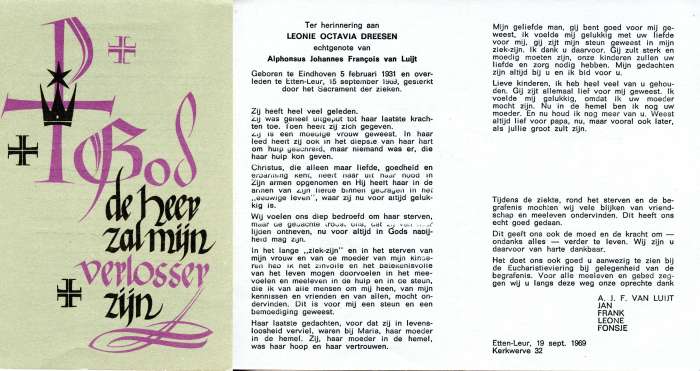 God
de heer
zal mijn
verlosser
zijn
Ter herinnering aan
LEONIE OCTAVIA DREESEN
echtgenote van
Alphonsus Johannes François van Luijt
Geboren te Eindhoven 5 februari 1931 en over-
leden te Etten-Leur, 15 september 1969, gesterkt
door het Sacrament der zieken.
Zij heeft heel veel geleden.
Zij was geheel uitgeput tot haar laatste krach-
ten toe. Toen heeft zij zich gegeven.
Zij is een moedige vrouw geweest. In haar
leed heeft zij ook in het diepste van haar hart
om hulp geschreid, maar niemand was er, die
haar hulp kon geven.
Christus, die alleen maar liefde, goedheid en
erbarming kent, heeft haar uit haar nood in
Zijn armen opgenomen en Hij heeft haar in de
armen van Zijn liefde binnen gedragen in het
„eeuwige leven", waar zij nu voor altijd geluk-
kig is.
Wij voelen ons diep bedroefd om haar sterven,
maar de gedachte troost ons, dat zij van haar
lijden ontheven, nu voor altijd in Gods nabij-
heid mag zijn.
In het lange „ziek-zijn" en in het sterven van
mijn vrouw en van de moeder van mijn kinde-
ren heb ik het zinvolle en betekenisvolle
van het leven mogen doorvoelen in het mee-
voelen en meeleven in de hulp en in de steun,
die ik van alle mensen om mij heen, van mijn
kennissen en vrienden en van allen, mocht on-
dervinden. Dit is voor mij een steun en een
bemoediging geweest.
Haar laatste gedachten, voor dat zij in levens-
loosheid verviel, waren bij Maria, haar moeder
in de hemel. Zij, haar moeder in de hemel,
was haar hoop en haar vertrouwen.
Mijn geliefde man, gij bent goed voor mij ge-
weest, ik voelde mij gelukkig met uw liefde
voor mij, gij zijt mijn steun geweest in mijn
ziek-zijn. Ik dank u daarvoor. Gij zult sterk en
moedig moeten zijn, onze kinderen zullen uw
liefde en zorg nodig hebben. Mijn gedachten
zijn altijd bij u en ik bid voor u.
Lieve kinderen, ik heb heel veel van u gehou-
den. Gij zijt allemaal lief voor mij geweest. Ik
voelde mij gelukkig, omdat ik uw moeder
mocht zijn. Nu in de hemel ben ik nog uw
moeder. En nu houd ik nog meer van u. Weest
altijd lief voor papa, nu, maar vooral ook later,
als jullie groot zult zijn.
Tijdens de ziekte, rond het sterven en de be-
grafenis mochten wij vele blijken van vriend-
schap en meeleven ondervinden. Dit heeft ons
echt goed gedaan.
Dit geeft ons ook de moed en de kracht om —
ondanks alles — verder te leven. Wij zijn u
daarvoor van harte dankbaar.
Het doet ons ook goed u aanwezig te zien bij
de Eucharistieviering bij gelegenheid van de
begrafenis. Voor alle meeleven en gebed zeg-
gen wij u langs deze weg onze oprechte dank
A. J. F. VAN LUIJT
JAN
FRANK
LEONE
FONSJE
Etten-Leur, 19 sept. 1969
Kerkwerve 32